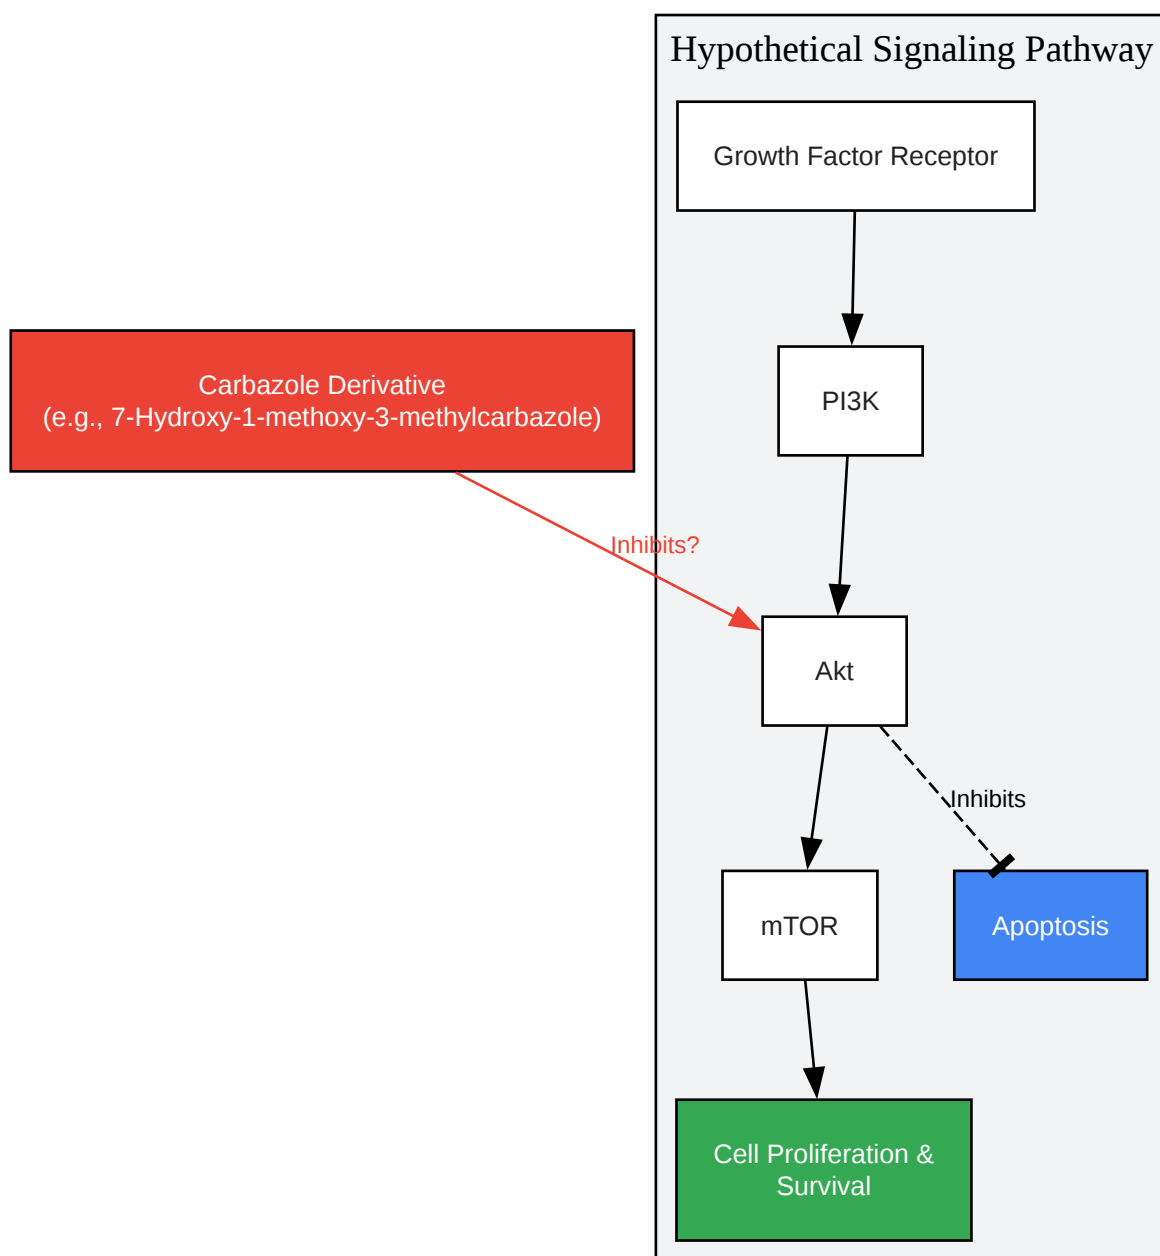 Hypothetical Signaling Pathway
Growth Factor Receptor
Carbazole Derivative
(e.g., 7-Hydroxy-1-methoxy-3-methylcarbazole)
PI3K
Inhibits?
Akt
Inhibits
mTOR
Apoptosis
Cell Proliferation &
Survival